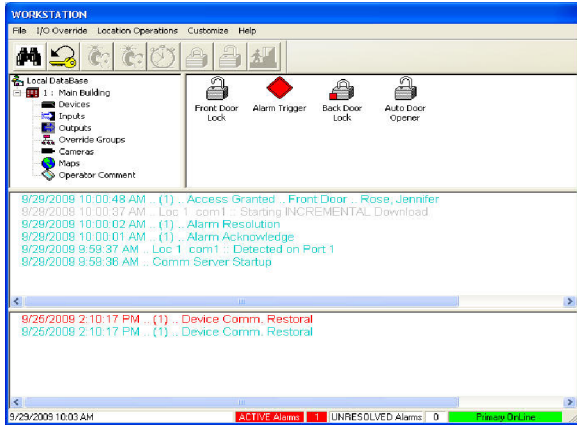 WORKSTATION
File I/O Override Location Operations Customize Help
Local DataBase
1 : Main Building
Devices
Inputs
Outputs
Override Groups
Cameras
Maps
Operator Comment
Front Door Lock
Alarm Trigger
Back Door Lock
Auto Door Opener
9/29/2009 10:00:48 AM .. (1) .. Access Granted .. Front Door .. Rose, Jennifer
9/29/2009 10:00:37 AM .. Loc 1 com1 :: Starting INCREMENTAL Download
9/29/2009 10:00:02 AM .. (1) .. Alarm Resolution
9/29/2009 10:00:01 AM .. (1) .. Alarm Acknowledge
9/29/2009 9:59:37 AM .. Loc 1 com1 :: Detected on Port 1
9/29/2009 9:59:36 AM .. Comm Server Startup
9/25/2009 2:10:17 PM .. (1) .. Device Comm. Restoral
9/25/2009 2:10:17 PM .. (1) .. Device Comm. Restoral
9/29/2009 10:03 AM ACTIVE Alarms 1 UNRESOLVED Alarms 0 Primary OnLine